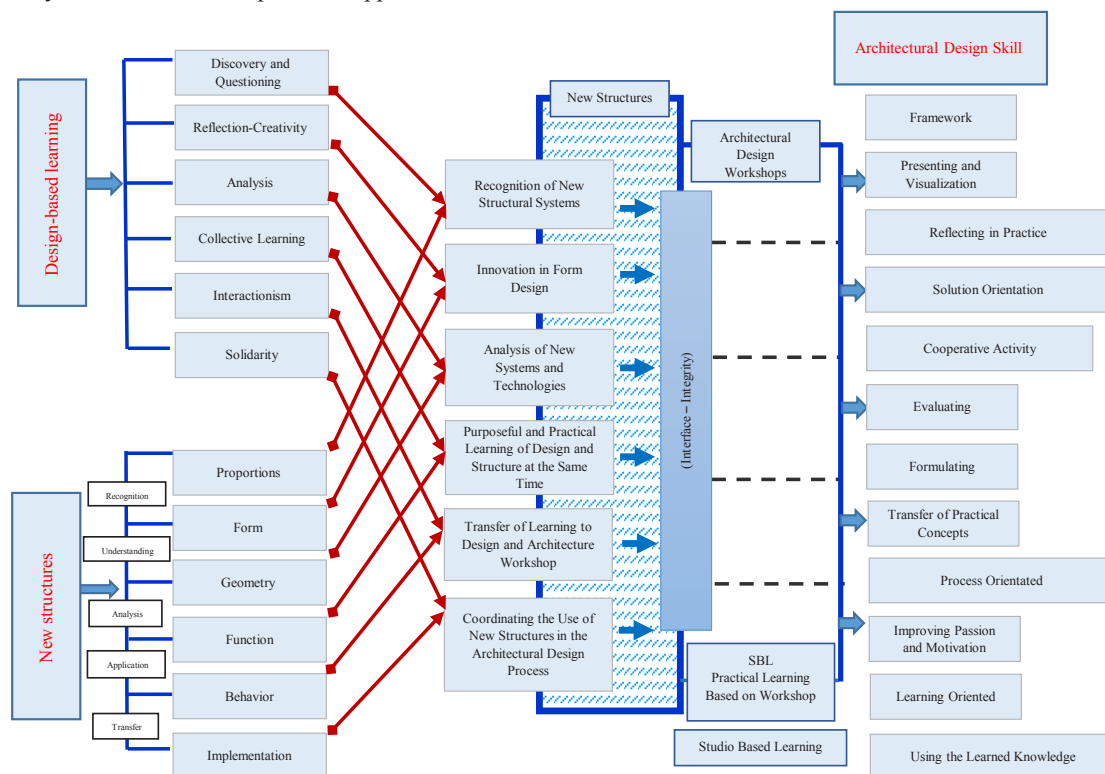 Design-based learning
Discovery and
Questioning
Reflection-Creativity
Analysis
Collective Learning
Interactionism
Solidarity
New structures
Recognition
Understanding
Analysis
Application
Transfer
Proportions
Form
Geometry
Function
Behavior
Implementation
New Structures
Recognition of New
Structural Systems
Innovation in Form
Design
Analysis of New
Systems and
Technologies
Purposeful and Practical
Learning of Design and
Structure at the Same
Time
Transfer of Learning to
Design and Architecture
Workshop
Coordinating the Use of
New Structures in the
Architectural Design
Process
(Interface – Integrity)
Architectural
Design
Workshops
SBL
Practical Learning
Based on Workshop
Studio Based Learning
Architectural Design Skill
Framework
Presenting and
Visualization
Reflecting in Practice
Solution Orientation
Cooperative Activity
Evaluating
Formulating
Transfer of Practical
Concepts
Process Orientated
Improving Passion
and Motivation
Learning Oriented
Using the Learned Knowledge